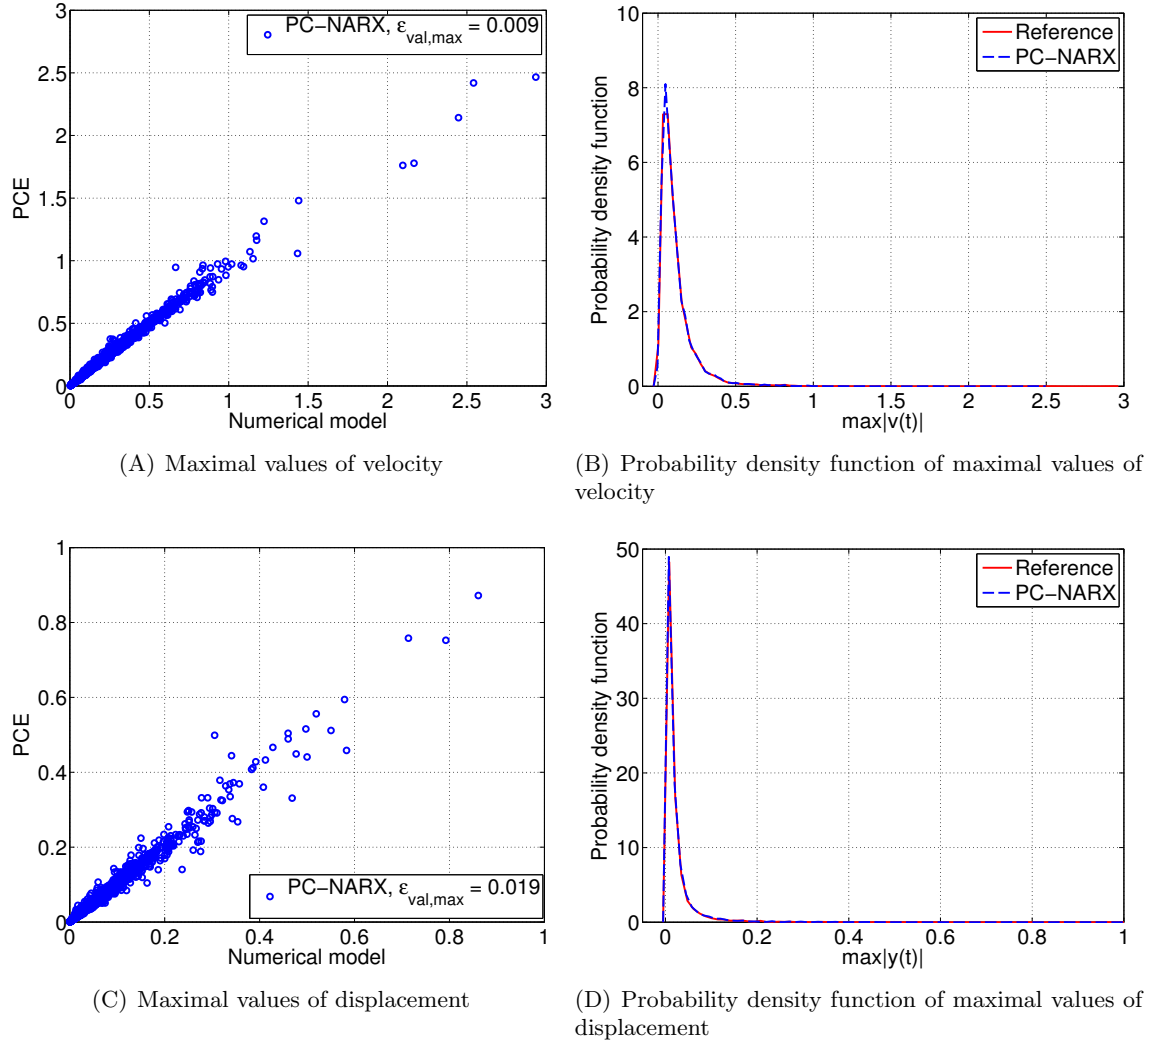 PC−NARX, ε_val,max = 0.009
3
2.5
2
1.5
1
0.5
0
PCE
0 0.5 1 1.5 2 2.5 3
Numerical model
(A) Maximal values of velocity
Reference
PC−NARX
10
8
6
4
2
0
Probability density function
0 0.5 1 1.5 2 2.5 3
max|v(t)|
(B) Probability density function of maximal values of
velocity
1
0.8
0.6
0.4
0.2
0
PCE
PC−NARX, ε_val,max = 0.019
0 0.2 0.4 0.6 0.8 1
Numerical model
(C) Maximal values of displacement
Reference
PC−NARX
50
40
30
20
10
0
Probability density function
0 0.2 0.4 0.6 0.8 1
max|y(t)|
(D) Probability density function of maximal values of
displacement